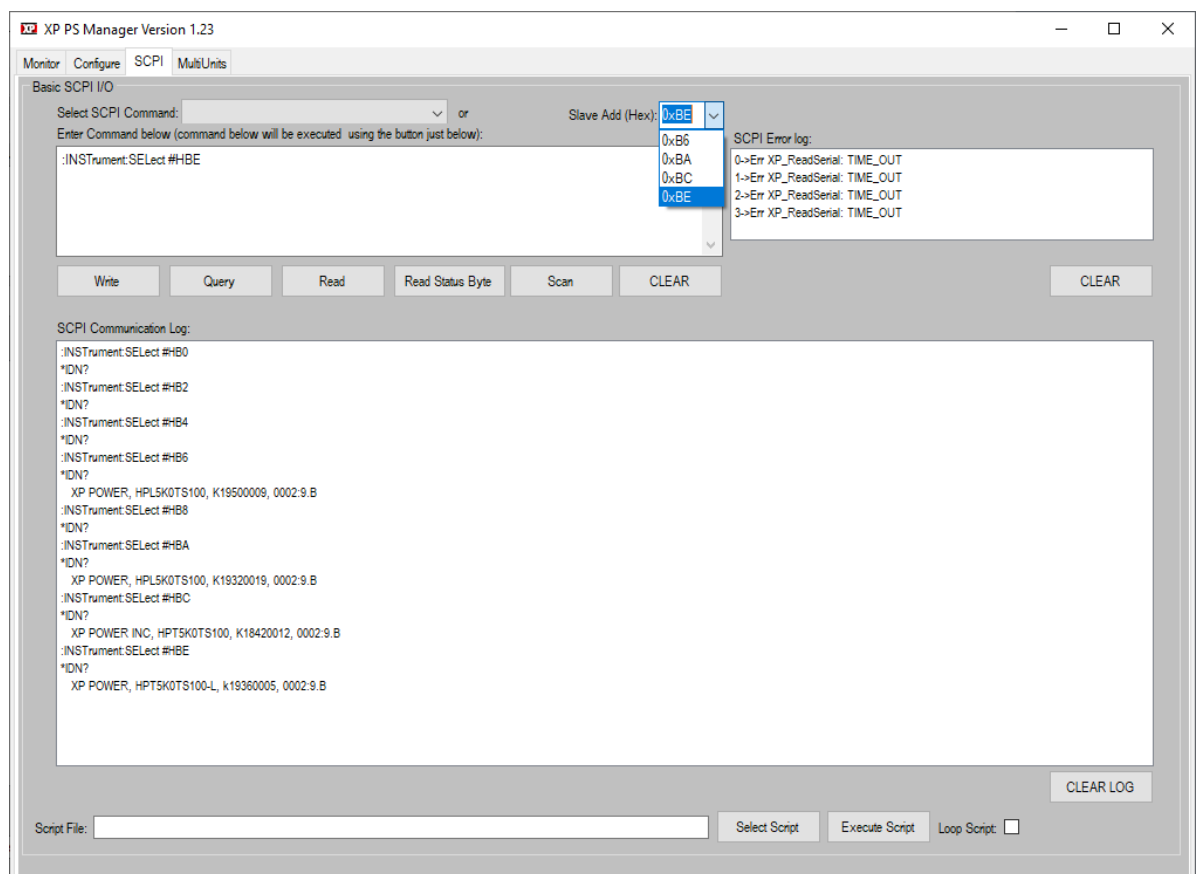 XP XP PS Manager Version 1.23
Monitor Configure SCPI MultiUnits
Basic SCPI I/O
Select SCPI Command: or Slave Add (Hex): 0xBE
Enter Command below (command below will be executed using the button just below):
:INSTrument:SELect #HBE
0xB6
0xBA
0xBC
0xBE
SCPI Error log:
0->Err XP_ReadSerial: TIME_OUT
1->Err XP_ReadSerial: TIME_OUT
2->Err XP_ReadSerial: TIME_OUT
3->Err XP_ReadSerial: TIME_OUT
Write Query Read Read Status Byte Scan CLEAR CLEAR
SCPI Communication Log:
:INSTrument:SELect #HB0
*IDN?
:INSTrument:SELect #HB2
*IDN?
:INSTrument:SELect #HB4
*IDN?
:INSTrument:SELect #HB6
*IDN?
XP POWER, HPL5K0TS100, K19500009, 0002:9.B
:INSTrument:SELect #HB8
*IDN?
:INSTrument:SELect #HBA
*IDN?
XP POWER, HPL5K0TS100, K19320019, 0002:9.B
:INSTrument:SELect #HBC
*IDN?
XP POWER INC, HPT5K0TS100, K18420012, 0002:9.B
:INSTrument:SELect #HBE
*IDN?
XP POWER, HPT5K0TS100-L, k19360005, 0002:9.B
CLEAR LOG
Script File: Select Script Execute Script Loop Script: